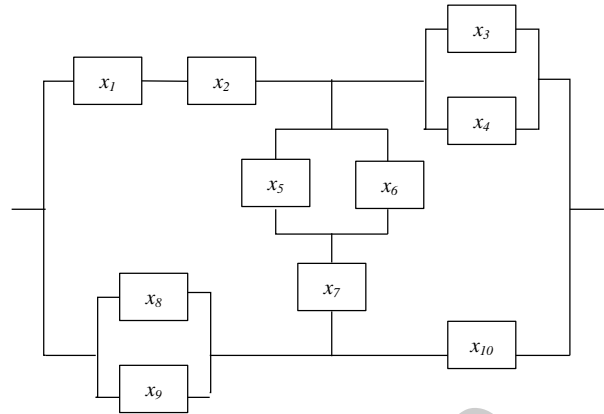 x₁ x₂ x₃
x₄
x₅ x₆
x₇
x₈
x₁₀
x₉